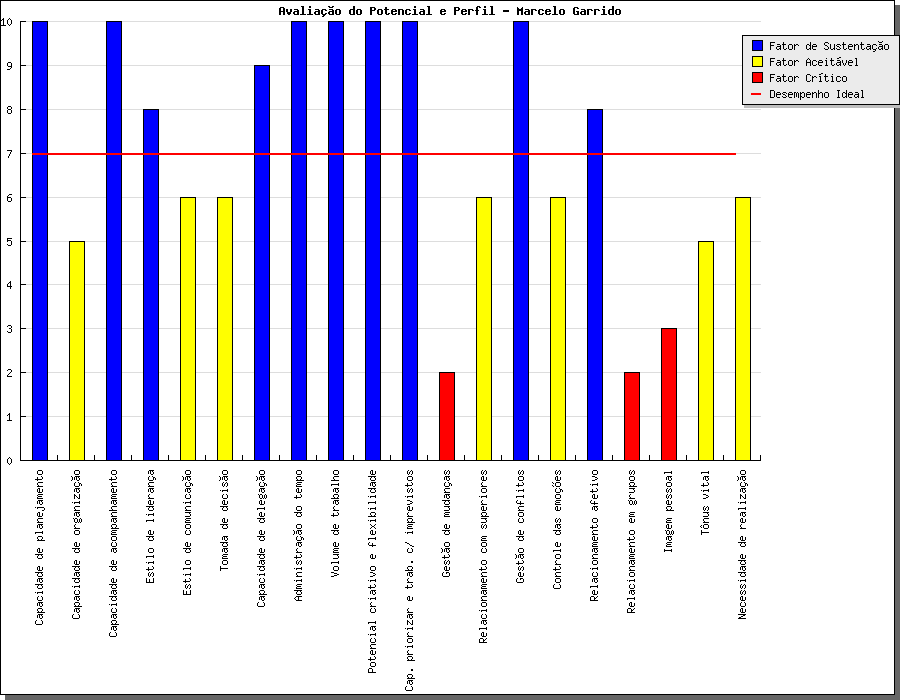 Avaliação do Potencial e Perfil - Marcelo Garrido
Fator de Sustentação
Fator Aceitável
Fator Crítico
Desempenho Ideal
10
9
8
7
6
5
4
3
2
1
0
Capacidade de planejamento
Capacidade de organização
Capacidade de acompanhamento
Estilo de liderança
Estilo de comunicação
Tomada de decisão
Capacidade de delegação
Administração do tempo
Volume de trabalho
Potencial criativo e flexibilidade
Cap. priorizar e trab. c/ imprevistos
Gestão de mudanças
Relacionamento com superiores
Gestão de conflitos
Controle das emoções
Relacionamento afetivo
Relacionamento em grupos
Imagem pessoal
Tônus vital
Necessidade de realização